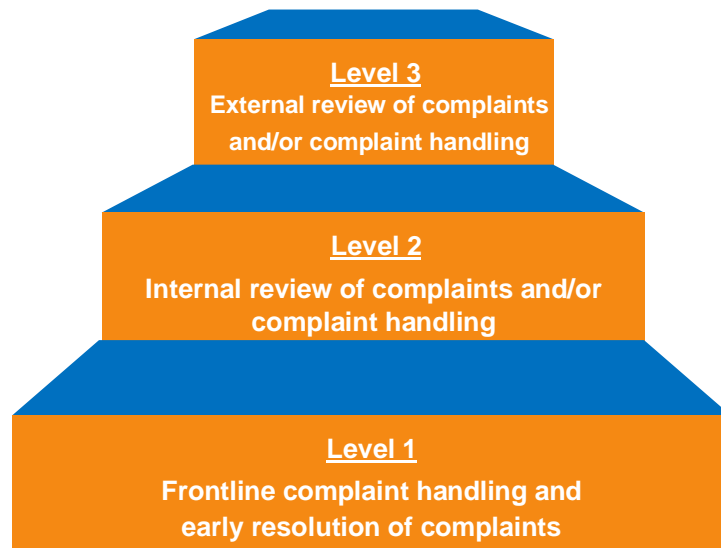 Level 3
External review of complaints
and/or complaint handling
Level 2
Internal review of complaints and/or
complaint handling
Level 1
Frontline complaint handling and
early resolution of complaints